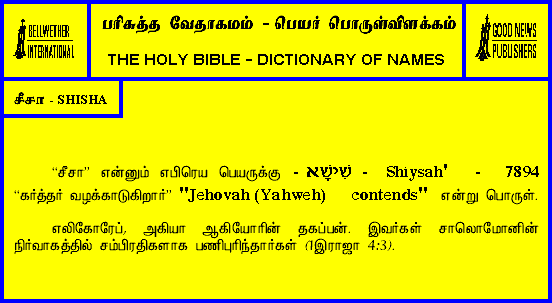 BELLWETHER
INTERNATIONAL
பரிசுத்த வேதாகமம் - பெயர் பொருள்விளக்கம்
THE HOLY BIBLE - DICTIONARY OF NAMES
GOOD NEWS
PUBLISHERS
சீசா - SHISHA
“சீசா” என்னும் எபிரெய பெயருக்கு - שִׁישָׁא - Shiysah' - 7894
“கர்த்தர் வழக்காடுகிறார்” "Jehovah (Yahweh) contends" என்று பொருள்.
எலிகோரேப், அகியா ஆகியோரின் தகப்பன். இவர்கள் சாலொமோனின்
நிர்வாகத்தில் சம்பிரதிகளாக பணிபுரிந்தார்கள் (1இராஜா 4:3).